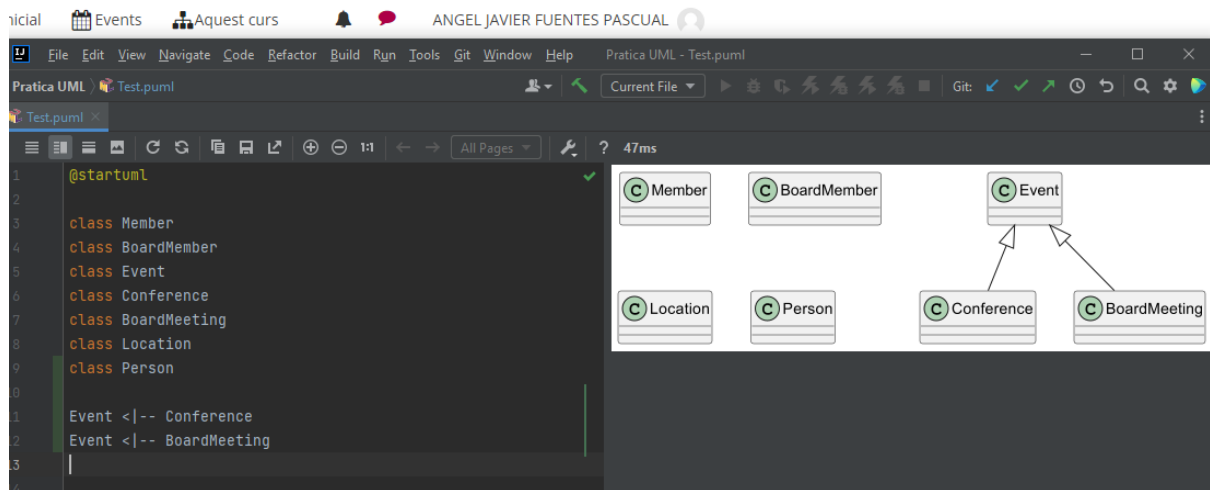 nicial Events Aquest curs ANGEL JAVIER FUENTES PASCUAL
IJ File Edit View Navigate Code Refactor Build Run Tools Git Window Help Pratica UML - Test.puml
Pratica UML Test.puml Current File Git:
Test.puml
1:1 All Pages ? 47ms
1 @startuml
2
3 class Member
4 class BoardMember
5 class Event
6 class Conference
7 class BoardMeeting
8 class Location
9 class Person
10
11 Event <|-- Conference
12 Event <|-- BoardMeeting
13
C Member C BoardMember C Event
C Location C Person C Conference C BoardMeeting